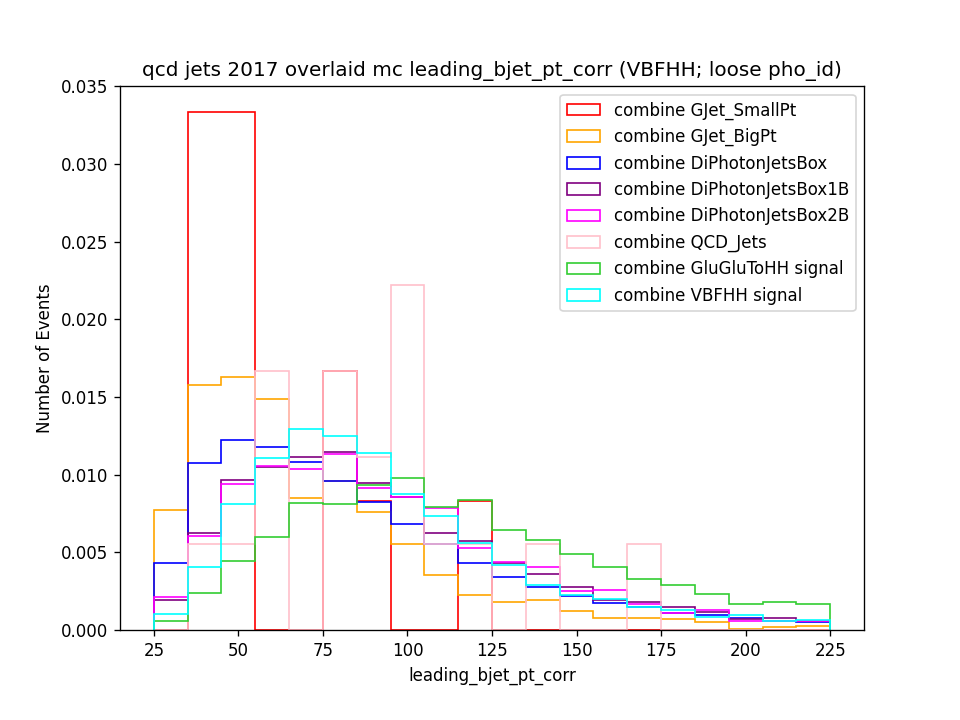 qcd jets 2017 overlaid mc leading_bjet_pt_corr (VBFHH; loose pho_id)
0.035
0.030
0.025
0.020
0.015
0.010
0.005
0.000
Number of Events
combine GJet_SmallPt
combine GJet_BigPt
combine DiPhotonJetsBox
combine DiPhotonJetsBox1B
combine DiPhotonJetsBox2B
combine QCD_Jets
combine GluGluToHH signal
combine VBFHH signal
25 50 75 100 125 150 175 200 225
leading_bjet_pt_corr